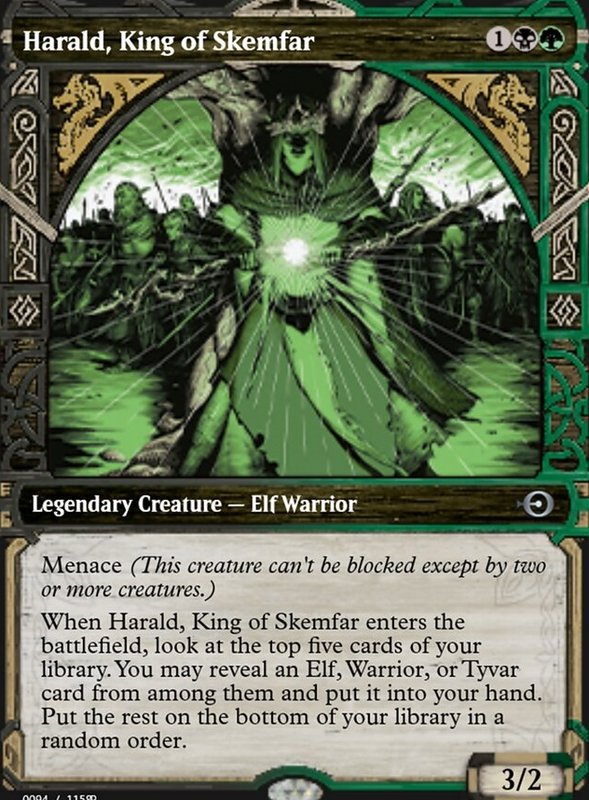 Harald, King of Skemfar 1
Legendary Creature — Elf Warrior
Menace (This creature can't be blocked except by two
or more creatures.)
When Harald, King of Skemfar enters the
battlefield, look at the top five cards of your
library. You may reveal an Elf, Warrior, or Tyvar
card from among them and put it into your hand.
Put the rest on the bottom of your library in a
random order.
3/2